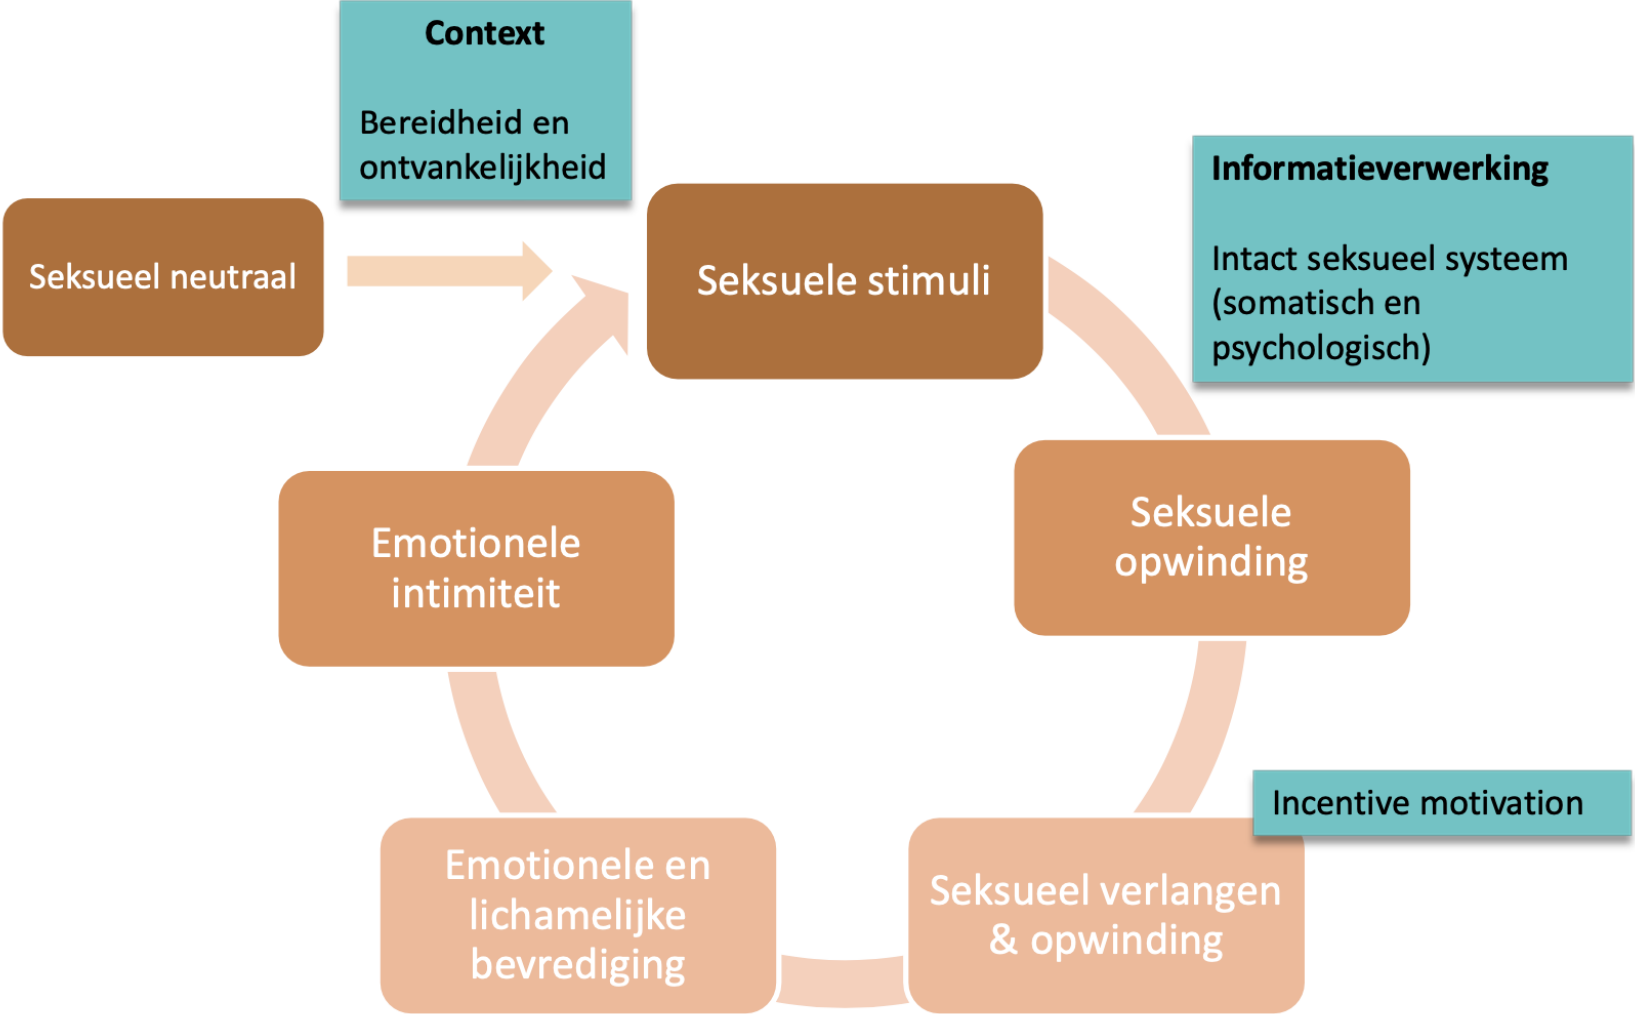 Context
Bereidheid en
ontvankelijkheid
Seksueel neutraal
Seksuele stimuli
Informatieverwerking
Intact seksueel systeem
(somatisch en
psychologisch)
Seksuele
opwinding
Incentive motivation
Seksueel verlangen
& opwinding
Emotionele en
lichamelijke
bevrediging
Emotionele
intimiteit